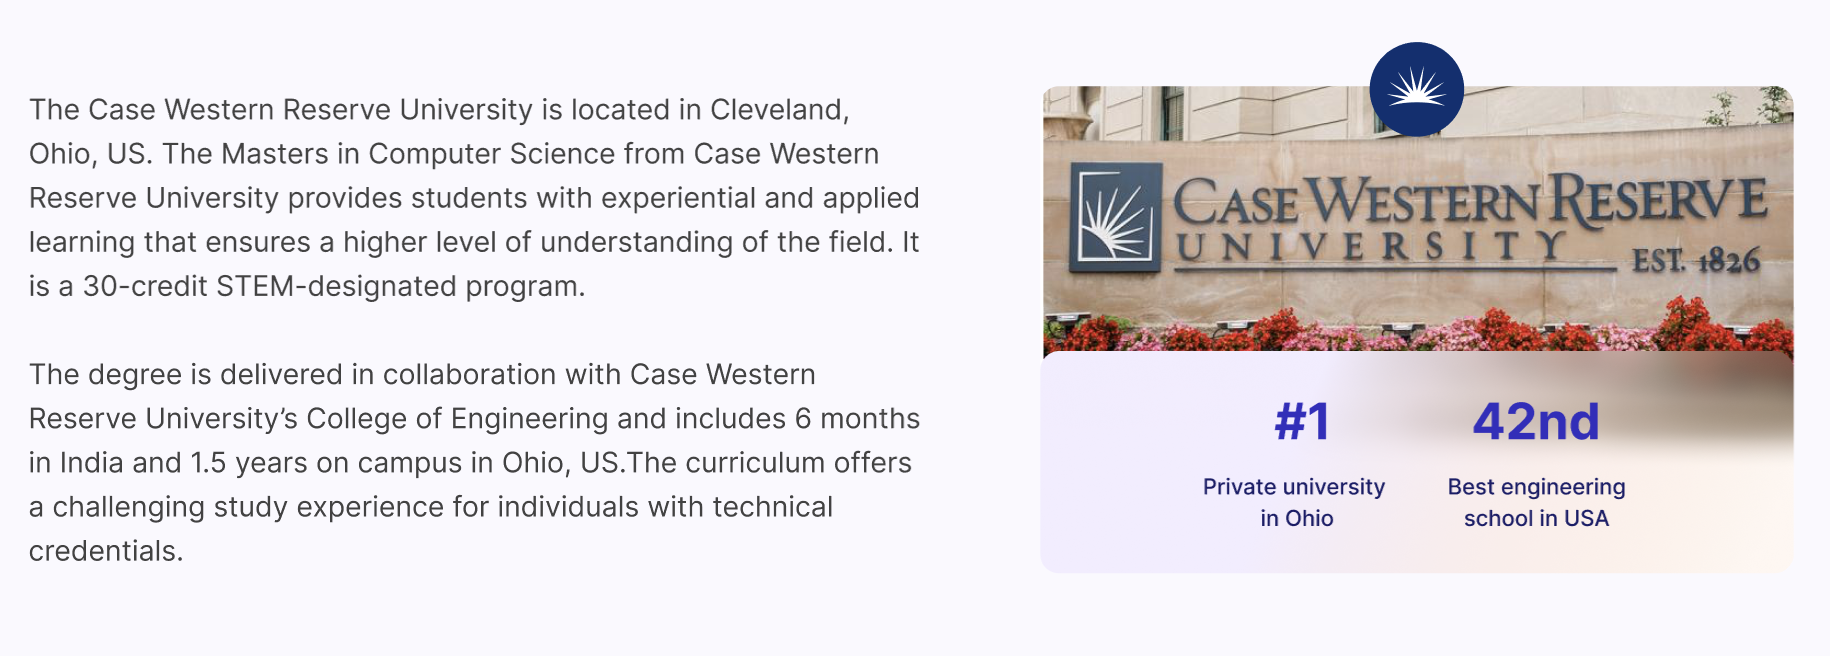 The Case Western Reserve University is located in Cleveland,
Ohio, US. The Masters in Computer Science from Case Western
Reserve University provides students with experiential and applied
learning that ensures a higher level of understanding of the field. It
is a 30-credit STEM-designated program.
The degree is delivered in collaboration with Case Western
Reserve University’s College of Engineering and includes 6 months
in India and 1.5 years on campus in Ohio, US.The curriculum offers
a challenging study experience for individuals with technical
credentials.
CASE WESTERN RESERVE
UNIVERSITY
EST. 1826
#1
Private university
in Ohio
42nd
Best engineering
school in USA